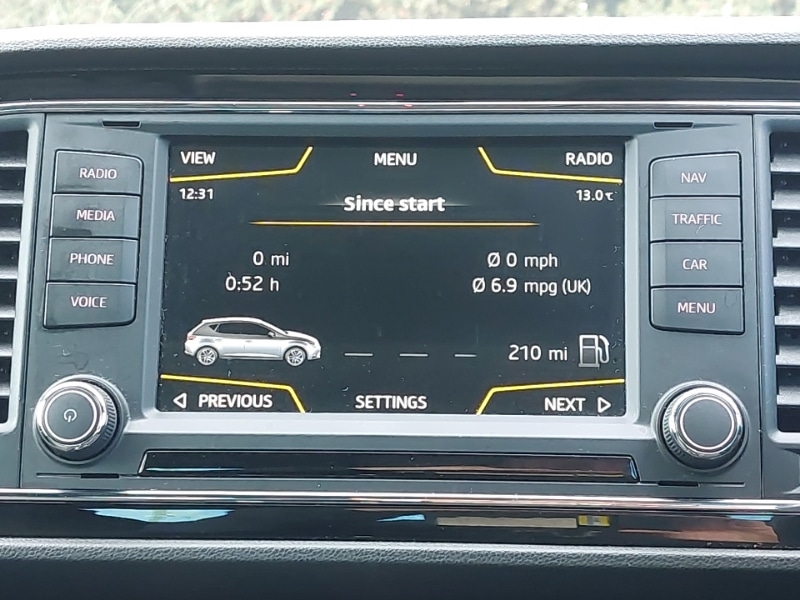 RADIO
MEDIA
PHONE
VOICE
VIEW MENU RADIO
12:31 13.0℃
Since start
0 mi Ø 0 mph
0:52 h Ø 6.9 mpg (UK)
210 mi
PREVIOUS SETTINGS NEXT
NAV
TRAFFIC
CAR
MENU